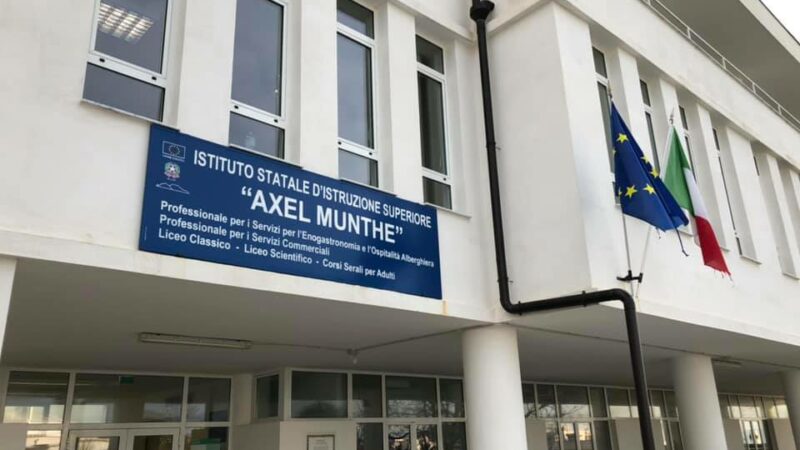 ISTITUTO STATALE D'ISTRUZIONE SUPERIORE
"AXEL MUNTHE"
Professionale per i Servizi per l'Enogastronomia e l'Ospitalità Alberghiera
Professionale per i Servizi Commerciali
Liceo Classico - Liceo Scientifico - Corsi Serali per Adulti